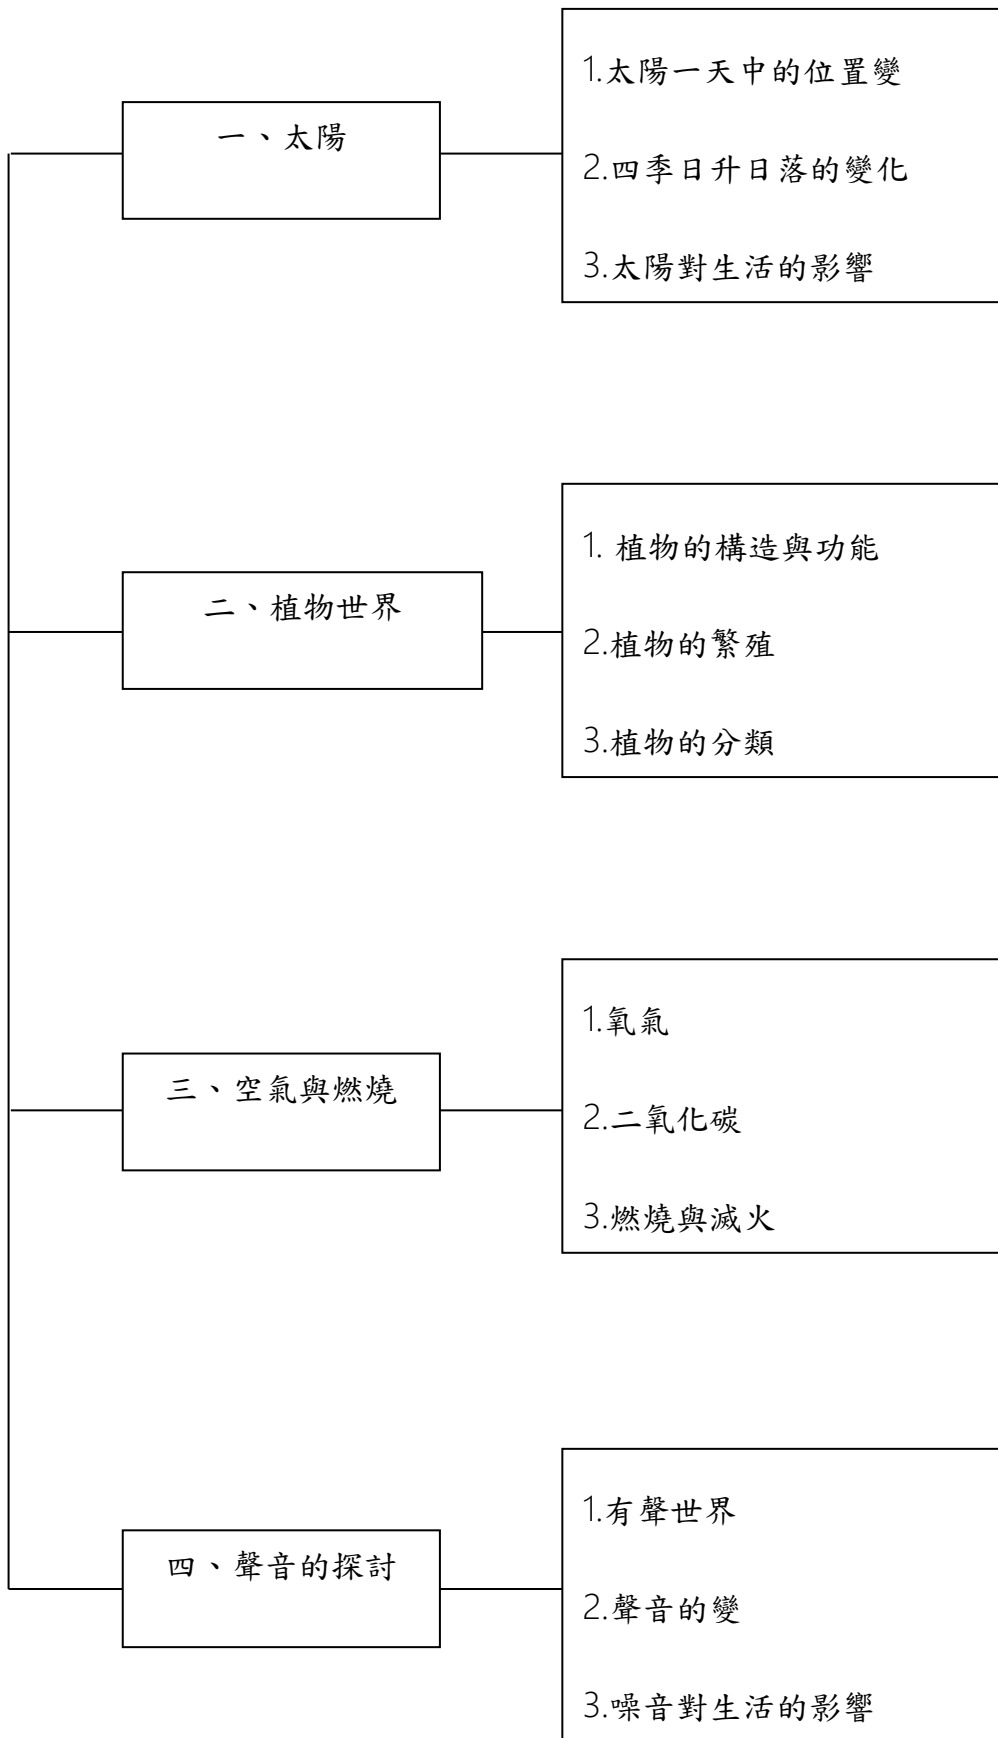 一、太陽
1.太陽一天中的位置變
2.四季日升日落的變化
3.太陽對生活的影響
二、植物世界
1. 植物的構造與功能
2.植物的繁殖
3.植物的分類
三、空氣與燃燒
1.氧氣
2.二氧化碳
3.燃燒與滅火
四、聲音的探討
1.有聲世界
2.聲音的變
3.噪音對生活的影響